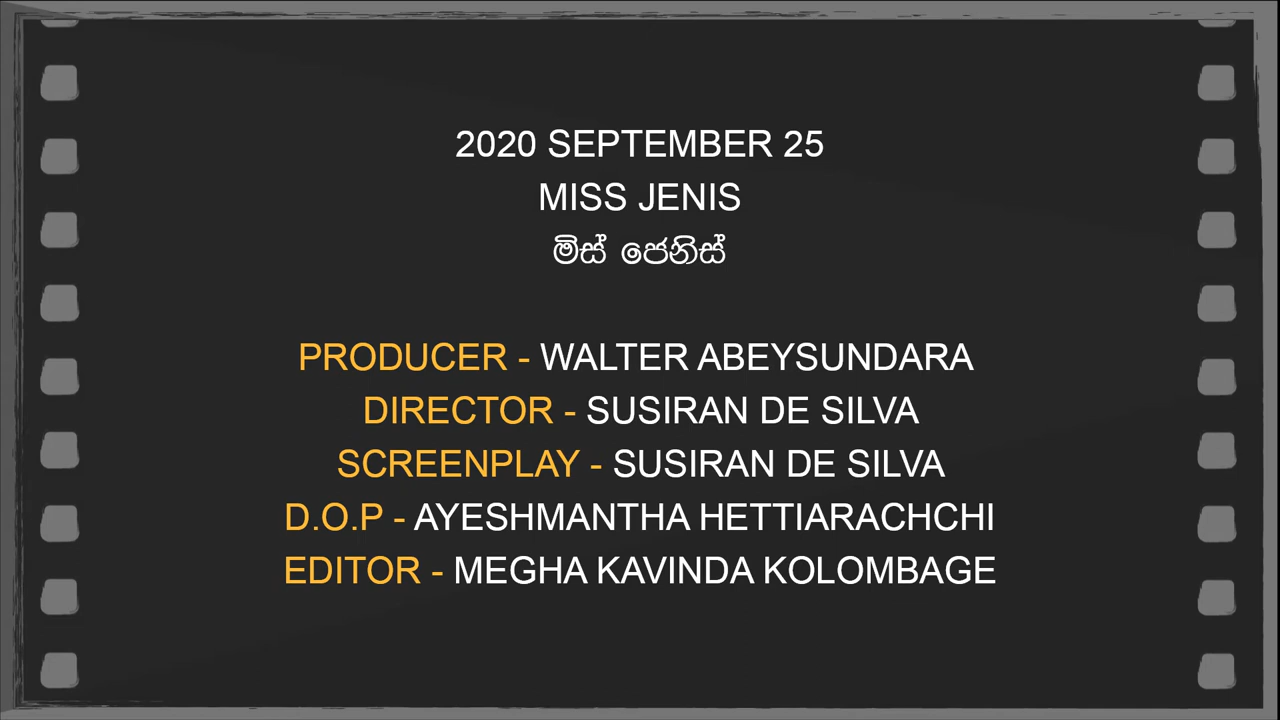 2020 SEPTEMBER 25
MISS JENIS
මිස් ජෙනිස්
PRODUCER - WALTER ABEYSUNDARA
DIRECTOR - SUSIRAN DE SILVA
SCREENPLAY - SUSIRAN DE SILVA
D.O.P - AYESHMANTHA HETTIARACHCHI
EDITOR - MEGHA KAVINDA KOLOMBAGE